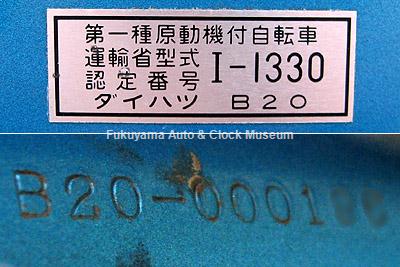 第一種原動機付自転車
運輸省型式
認定番号 I-1330
ダイハツ B20
Fukuyama Auto & Clock Museum
B20-0001